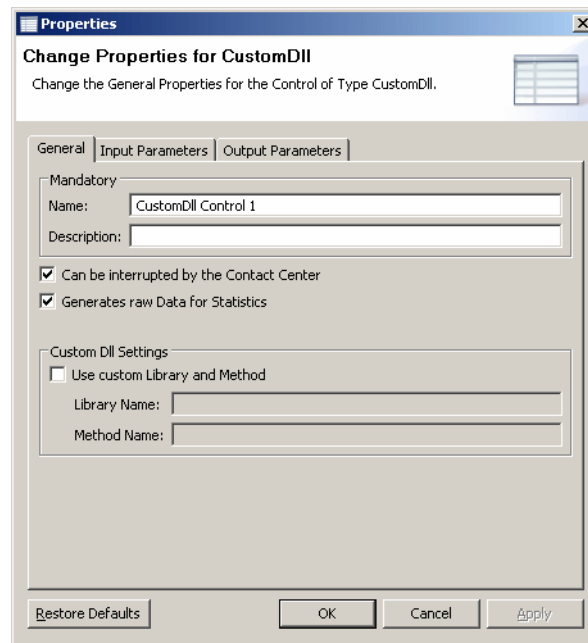 Properties
Change Properties for CustomDll
Change the General Properties for the Control of Type CustomDll.
General Input Parameters Output Parameters
Mandatory
Name: CustomDll Control 1
Description:
Can be interrupted by the Contact Center
Generates raw Data for Statistics
Custom Dll Settings
Use custom Library and Method
Library Name:
Method Name:
Restore Defaults OK Cancel Apply